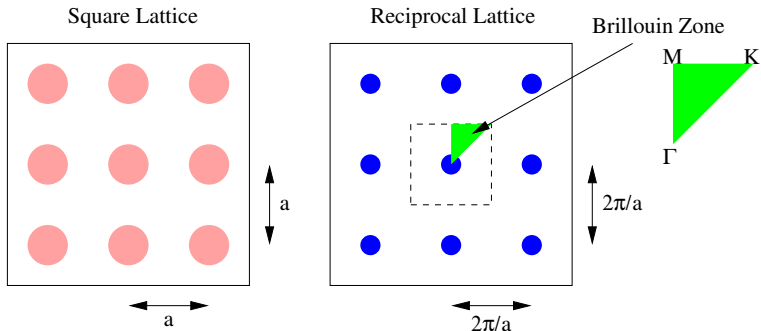 Square Lattice
Reciprocal Lattice
Brillouin Zone
M K
Γ
a
2π/a
a
2π/a